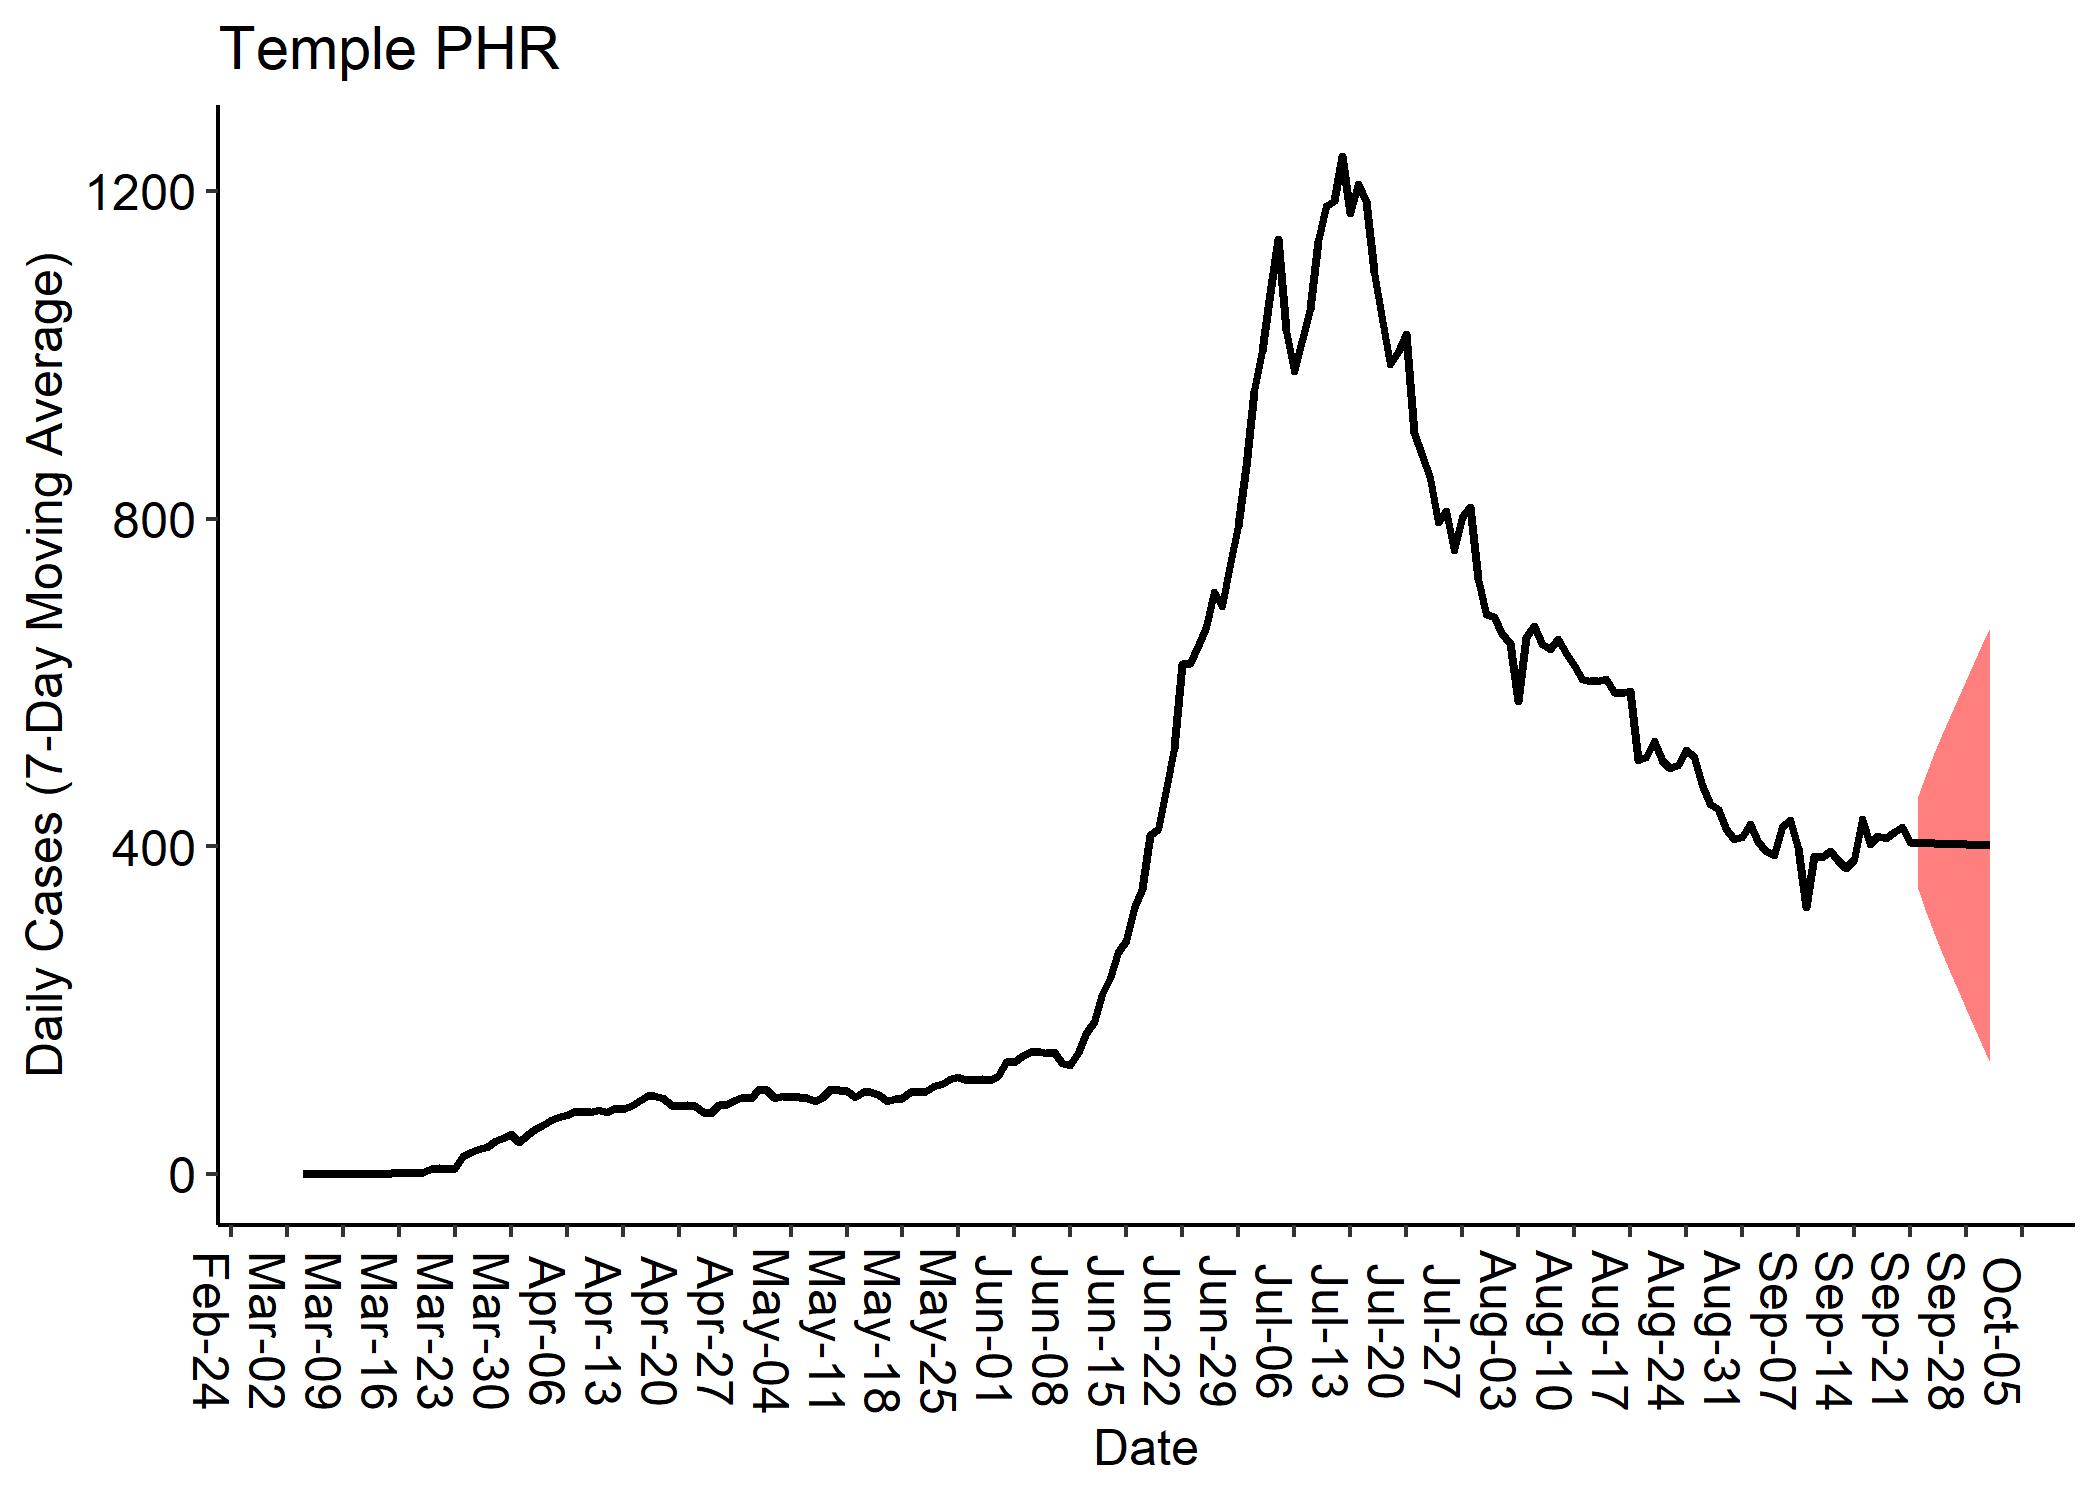 Temple PHR
Daily Cases (7-Day Moving Average)
1200
800
400
0
Feb-24
Mar-02
Mar-09
Mar-16
Mar-23
Mar-30
Apr-06
Apr-13
Apr-20
Apr-27
May-04
May-11
May-18
May-25
Jun-01
Jun-08
Jun-15
Jun-22
Jun-29
Jul-06
Jul-13
Jul-20
Jul-27
Aug-03
Aug-10
Aug-17
Aug-24
Aug-31
Sep-07
Sep-14
Sep-21
Sep-28
Oct-05
Date